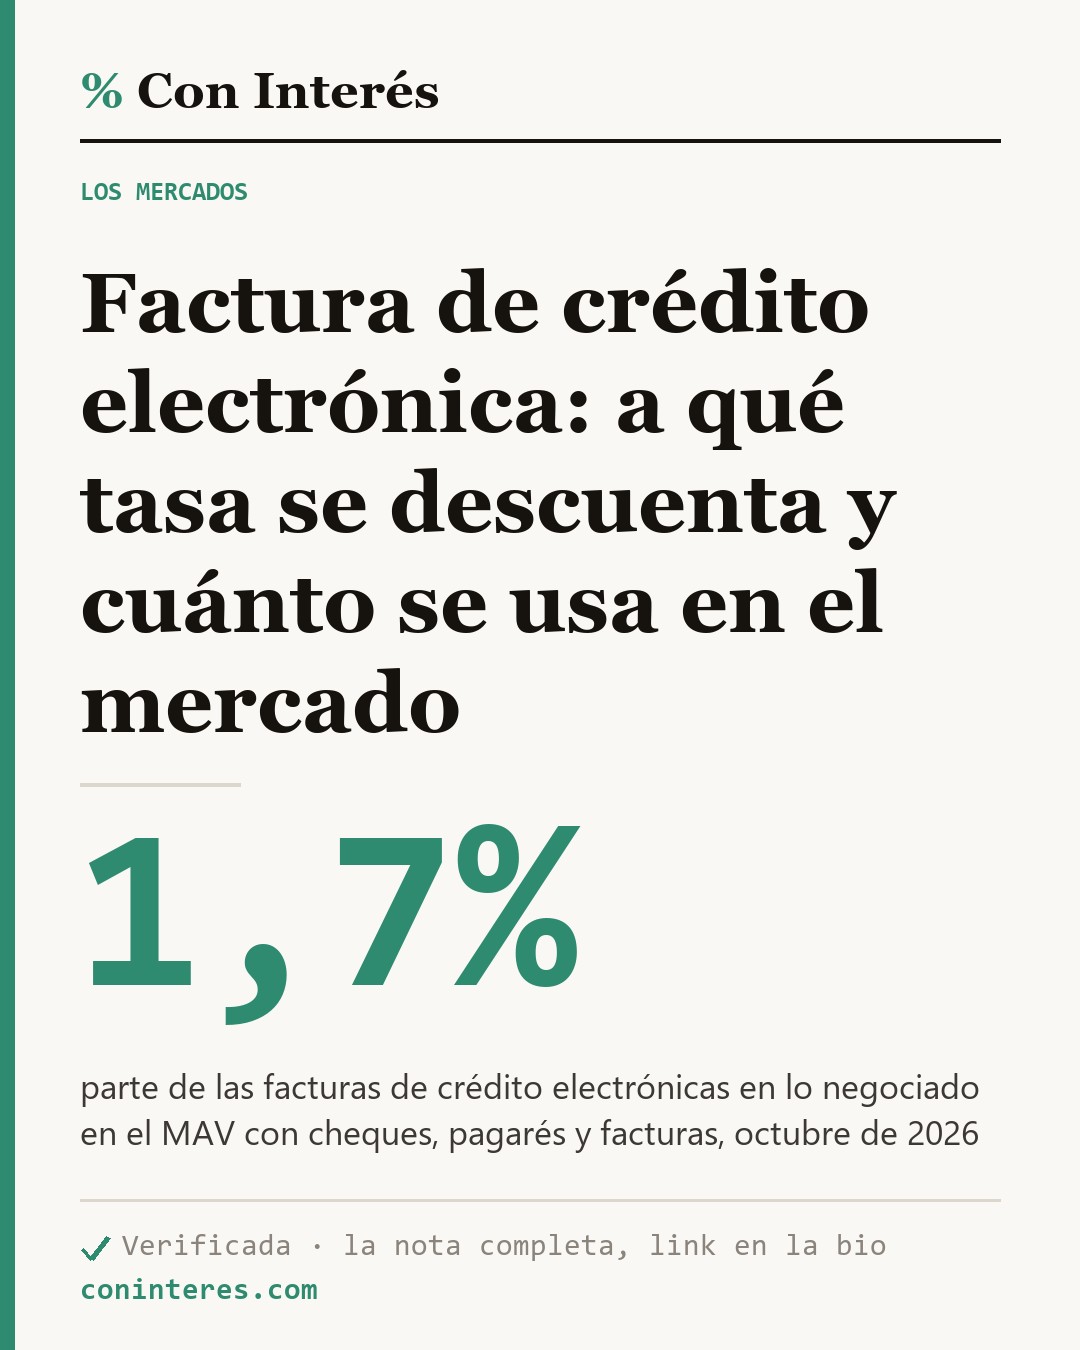 % Con Interés
LOS MERCADOS
Factura de crédito
electrónica: a qué
tasa se descuenta y
cuánto se usa en el
mercado
1,7%
parte de las facturas de crédito electrónicas en lo negociado
en el MAV con cheques, pagarés y facturas, octubre de 2026
✓ Verificada · la nota completa, link en la bio
coninteres.com